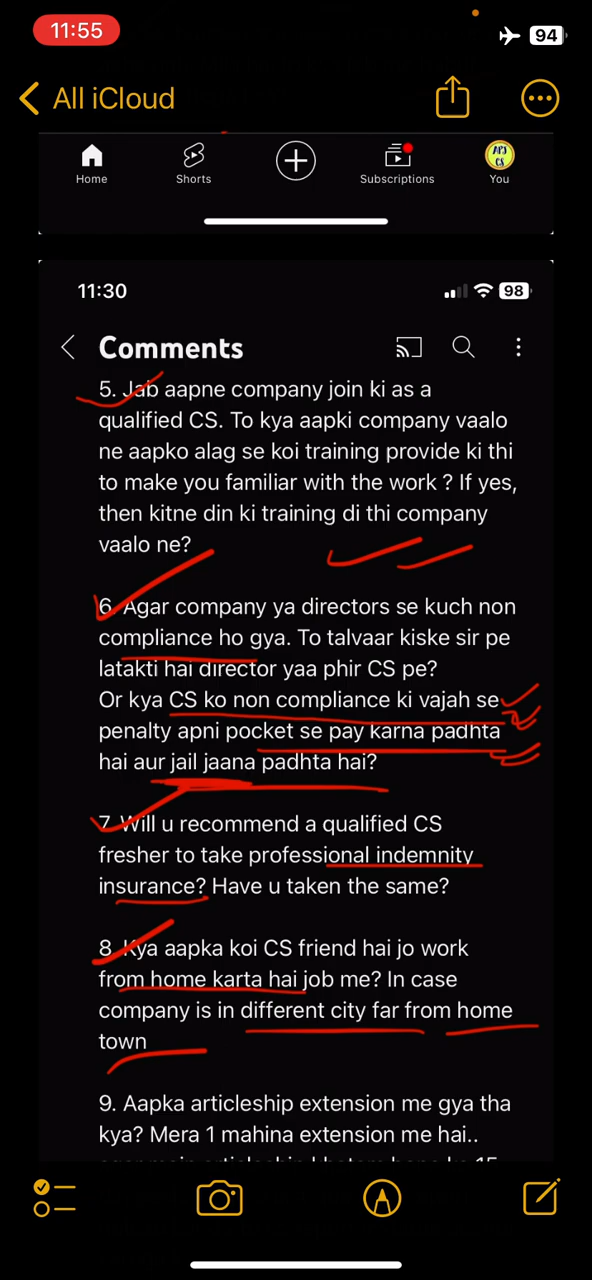 11:55
94
All iCloud
Home
Shorts
Subscriptions
APJ CS
You
11:30
98
Comments
5. Jab aapne company join ki as a
qualified CS. To kya aapki company vaalo
ne aapko alag se koi training provide ki thi
to make you familiar with the work ? If yes,
then kitne din ki training di thi company
vaalo ne?
6. Agar company ya directors se kuch non
compliance ho gya. To talvaar kiske sir pe
latakti hai director yaa phir CS pe?
Or kya CS ko non compliance ki vajah se
penalty apni pocket se pay karna padhta
hai aur jail jaana padhta hai?
7. Will u recommend a qualified CS
fresher to take professional indemnity
insurance? Have u taken the same?
8. Kya aapka koi CS friend hai jo work
from home karta hai job me? In case
company is in different city far from home
town
9. Aapka articleship extension me gya tha
kya? Mera 1 mahina extension me hai..